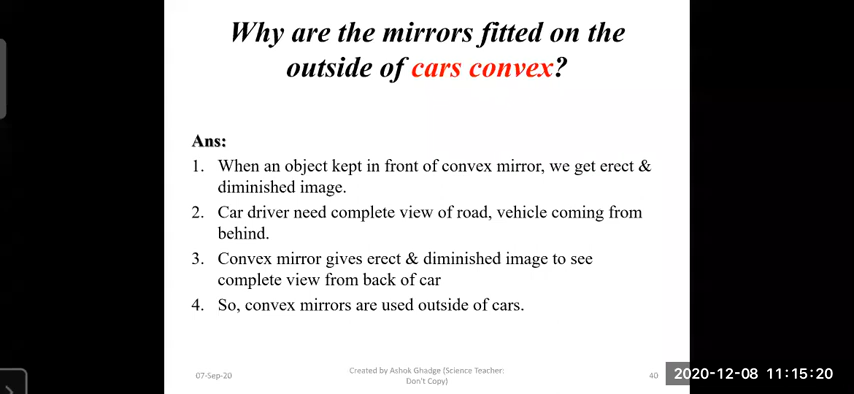 Why are the mirrors fitted on the
outside of cars convex?
Ans:
1. When an object kept in front of convex mirror, we get erect &
diminished image.
2. Car driver need complete view of road, vehicle coming from
behind.
3. Convex mirror gives erect & diminished image to see
complete view from back of car
4. So, convex mirrors are used outside of cars.
07-Sep-20
Created by Ashok Ghadge (Science Teacher:
Don't Copy)
40
2020-12-08 11:15:20